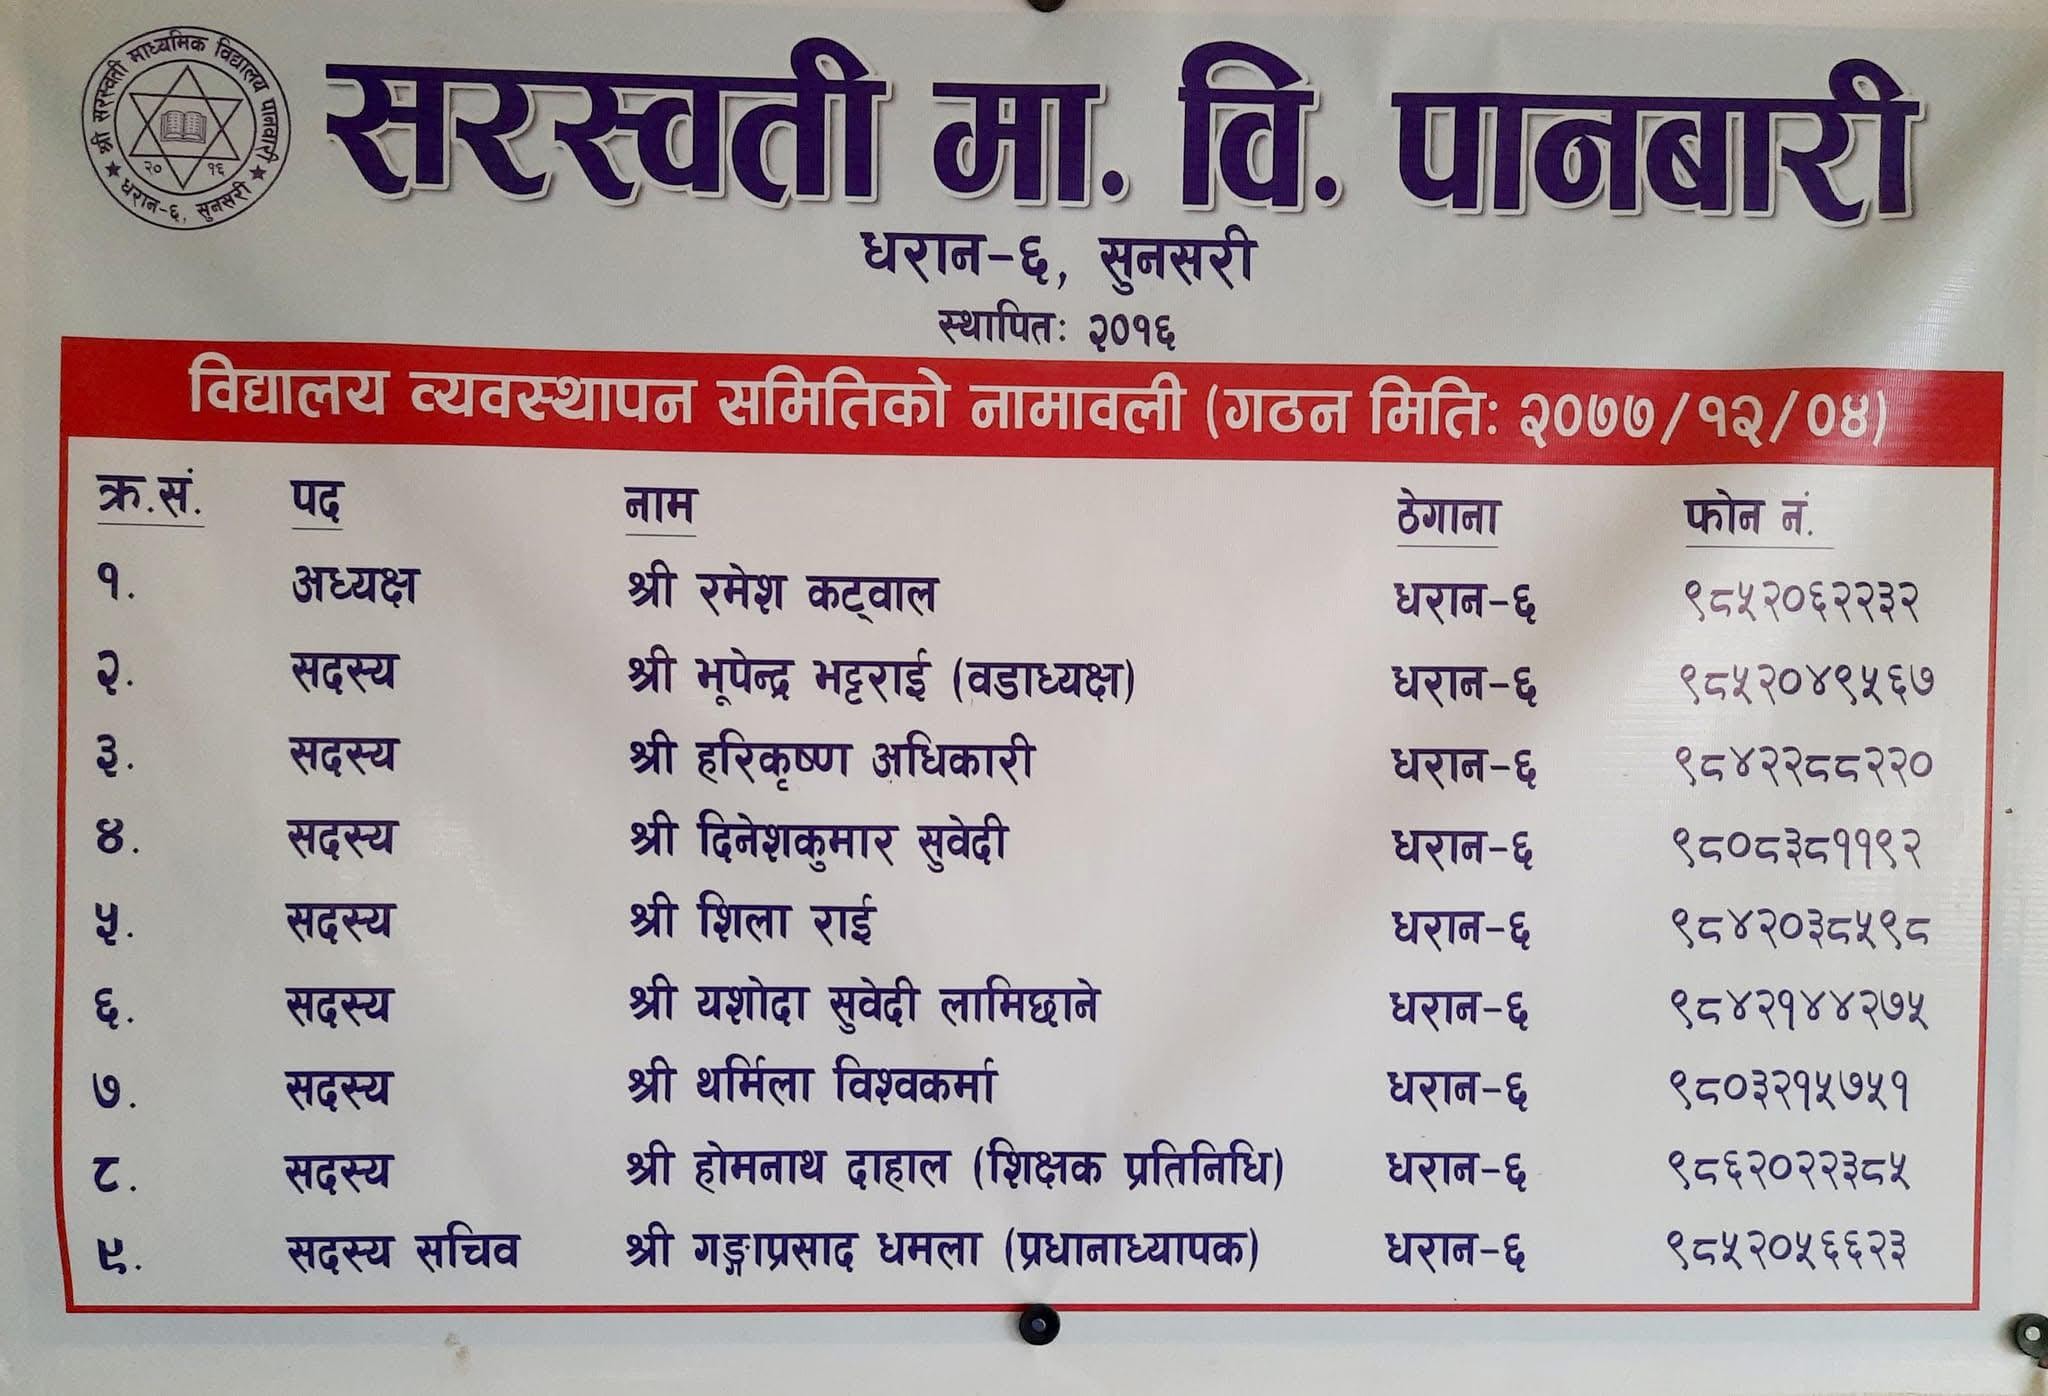 श्री सरस्वती माध्यमिक विद्यालय पानवारी
२० १६
धरान-६, सुनसरी
सरस्वती मा. वि. पानबारी
धरान-६, सुनसरी
स्थापितः २०१६
विद्यालय व्यवस्थापन समितिको नामावली (गठन मितिः २०७७/१२/०४)
क्र.सं. पद नाम ठेगाना फोन नं.
१. अध्यक्ष श्री रमेश कट्वाल धरान-६ ९८५२०६२२३२
२. सदस्य श्री भूपेन्द्र भट्टराई (वडाध्यक्ष) धरान-६ ९८५२०४९५६७
३. सदस्य श्री हरिकृष्ण अधिकारी धरान-६ ९८४२२८८२२०
४. सदस्य श्री दिनेशकुमार सुवेदी धरान-६ ९८०८३८११९२
५. सदस्य श्री शिला राई धरान-६ ९८४२०३८५९८
६. सदस्य श्री यशोदा सुवेदी लामिछाने धरान-६ ९८४२१४४२७५
७. सदस्य श्री थर्मिला विश्वकर्मा धरान-६ ९८०३२१५७५१
८. सदस्य श्री होमनाथ दाहाल (शिक्षक प्रतिनिधि) धरान-६ ९८६२०२२३८५
९. सदस्य सचिव श्री गङ्गाप्रसाद धमला (प्रधानाध्यापक) धरान-६ ९८५२०५६६२३